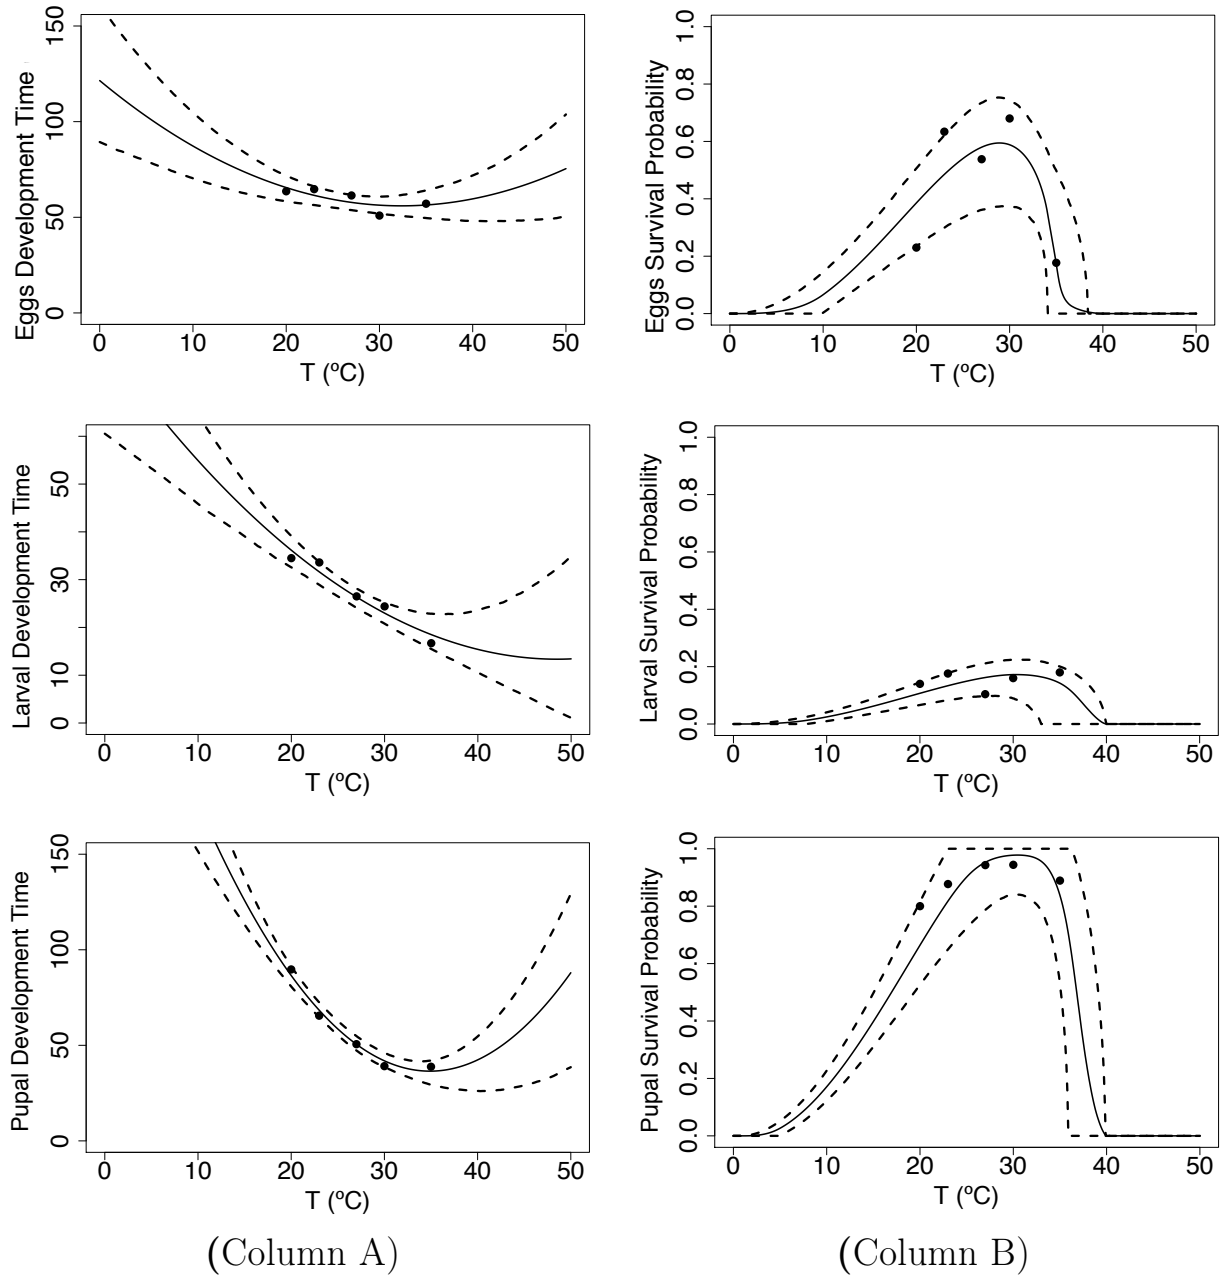 Eggs Development Time
0 50 100 150
0 10 20 30 40 50
T (ºC)
Eggs Survival Probability
0.0 0.2 0.4 0.6 0.8 1.0
0 10 20 30 40 50
T (ºC)
Larval Development Time
0 10 30 50
0 10 20 30 40 50
T (ºC)
Larval Survival Probability
0.0 0.2 0.4 0.6 0.8 1.0
0 10 20 30 40 50
T (ºC)
Pupal Development Time
0 50 100 150
0 10 20 30 40 50
T (ºC)
Pupal Survival Probability
0.0 0.2 0.4 0.6 0.8 1.0
0 10 20 30 40 50
T (ºC)
(Column A)
(Column B)